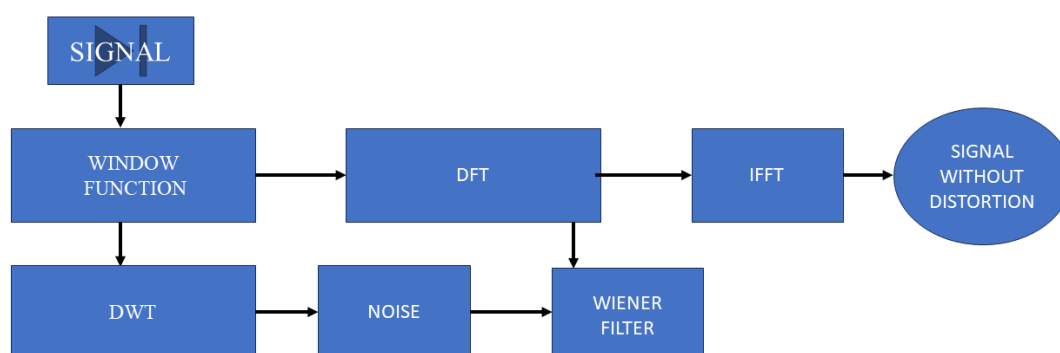 SIGNAL
WINDOW
FUNCTION
DFT
IFFT
SIGNAL
WITHOUT
DISTORTION
DWT
NOISE
WIENER
FILTER